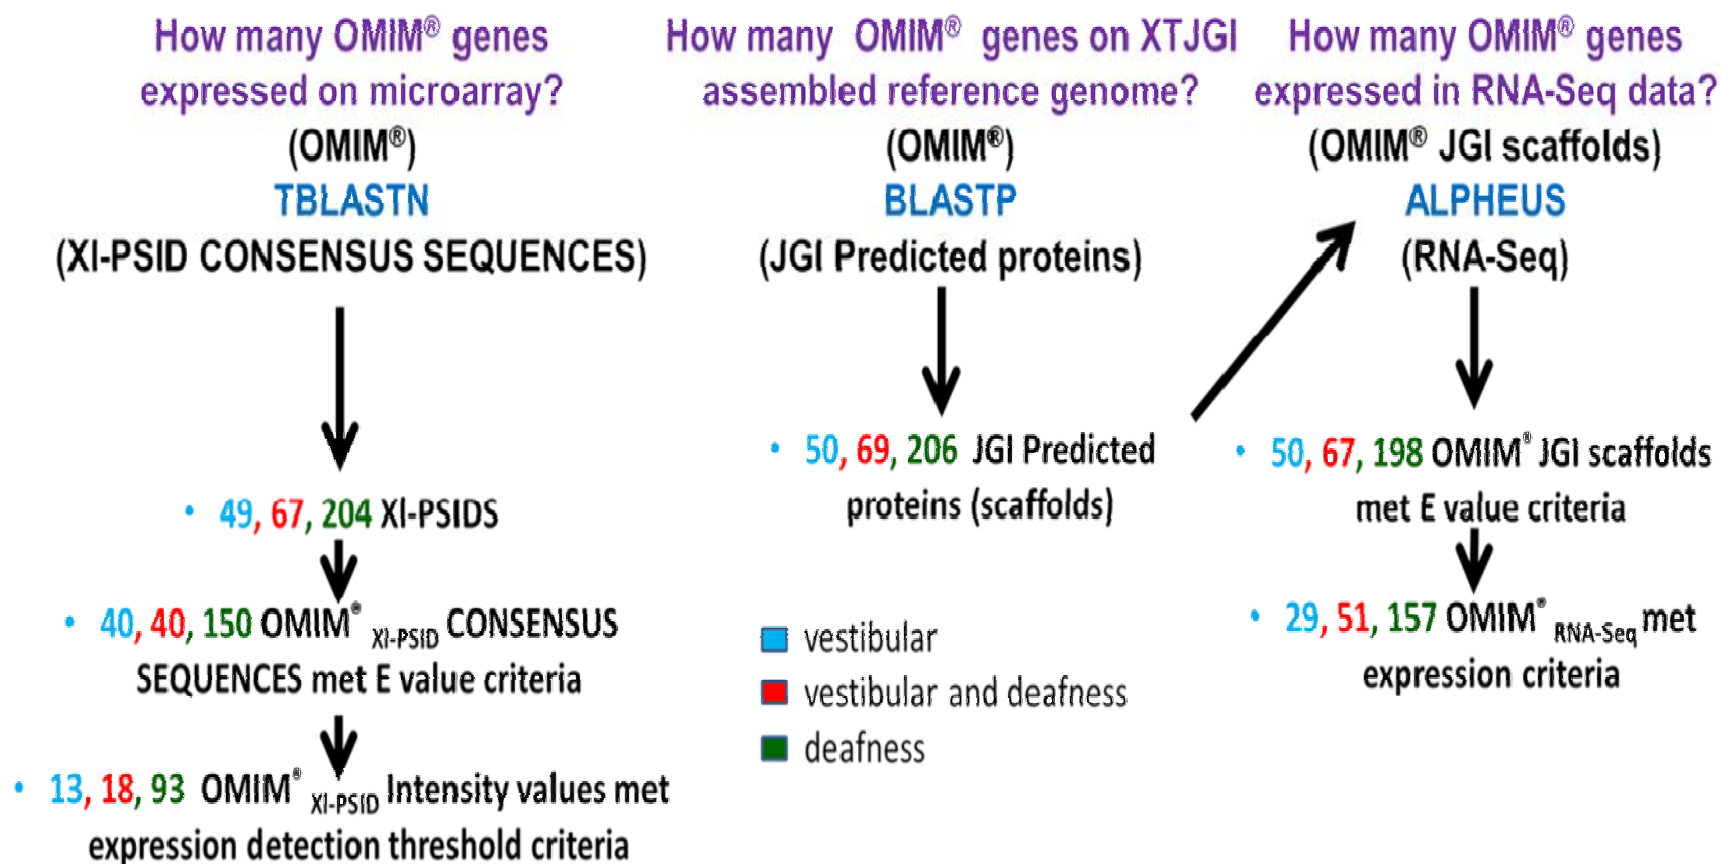 How many OMIM® genes
expressed on microarray?
(OMIM®)
TBLASTN
(XI-PSID CONSENSUS SEQUENCES)
• 49, 67, 204 XI-PSIDS
• 40, 40, 150 OMIM® XI-PSID CONSENSUS
SEQUENCES met E value criteria
• 13, 18, 93 OMIM® XI-PSID Intensity values met
expression detection threshold criteria
How many OMIM® genes on XTJGI
assembled reference genome?
(OMIM®)
BLASTP
(JGI Predicted proteins)
• 50, 69, 206 JGI Predicted
proteins (scaffolds)
vestibular
vestibular and deafness
deafness
How many OMIM® genes
expressed in RNA-Seq data?
(OMIM® JGI scaffolds)
ALPHEUS
(RNA-Seq)
• 50, 67, 198 OMIM® JGI scaffolds
met E value criteria
• 29, 51, 157 OMIM® RNA-Seq met
expression criteria